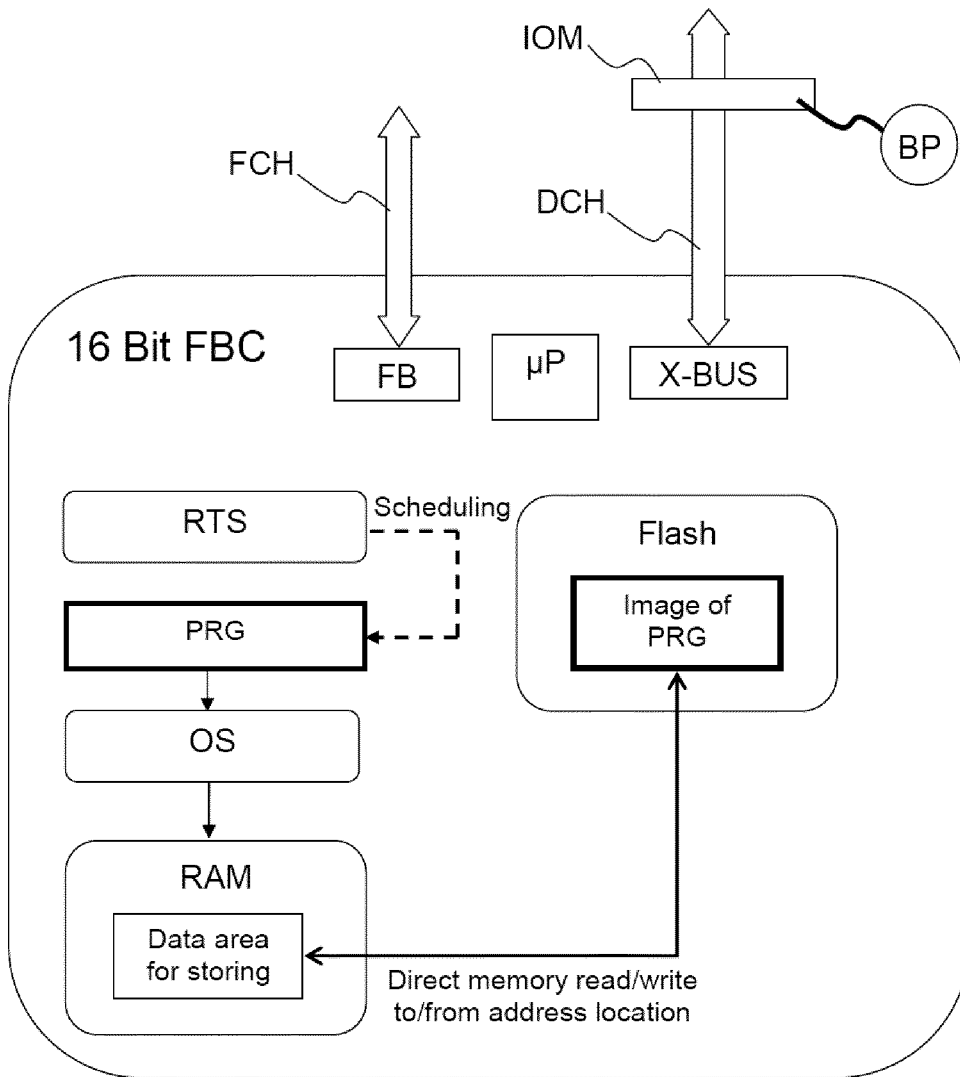 IOM
BP
FCH
DCH
16 Bit FBC
FB
µP
X-BUS
RTS
Scheduling
Flash
PRG
Image of
PRG
OS
RAM
Data area
for storing
Direct memory read/write
to/from address location